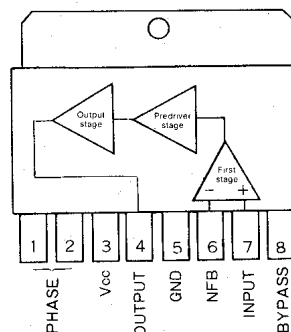 Output
stage
Predriver
stage
First
stage
- +
1 2 3 4 5 6 7 8
PHASE
Vcc
OUTPUT
GND
NFB
INPUT
BYPASS